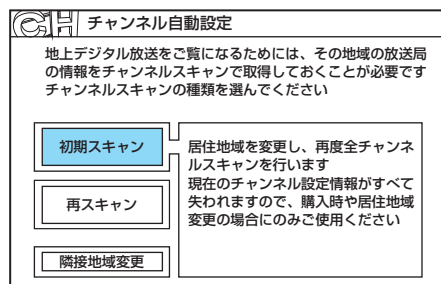 CH チャンネル自動設定
地上デジタル放送をご覧になるためには、その地域の放送局
の情報をチャンネルスキャンで取得しておくことが必要です
チャンネルスキャンの種類を選んでください
初期スキャン
居住地域を変更し、再度全チャンネ
ルスキャンを行います
現在のチャンネル設定情報がすべて
失われますので、購入時や居住地域
変更の場合にのみご使用ください
再スキャン
隣接地域変更